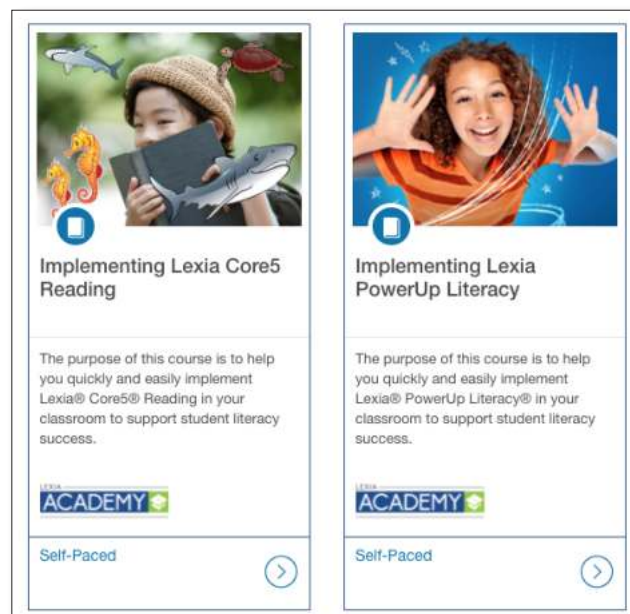 Implementing Lexia Core5
Reading
The purpose of this course is to help
you quickly and easily implement
Lexia® Core5® Reading in your
classroom to support student literacy
success.
LEXIA
ACADEMY
Self-Paced
Implementing Lexia
PowerUp Literacy
The purpose of this course is to help
you quickly and easily implement
Lexia® PowerUp Literacy® in your
classroom to support student literacy
success.
LEXIA
ACADEMY
Self-Paced